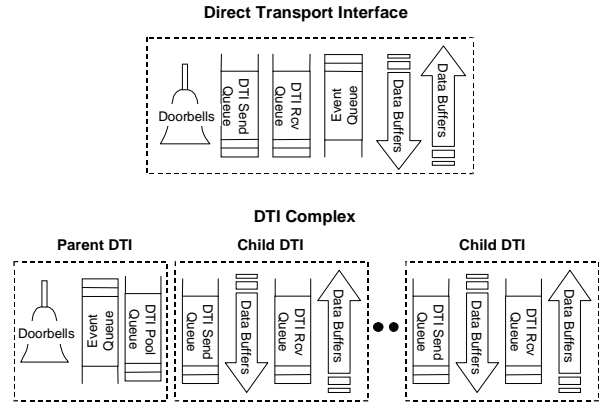 Direct Transport Interface
Doorbells
DTI Send
Queue
DTI Rcv
Queue
Event
Queue
Data Buffers
Data Buffers
DTI Complex
Parent DTI
Child DTI
Child DTI
Doorbells
Event
Queue
DTI Pool
Queue
DTI Send
Queue
Data Buffers
DTI Rcv
Queue
Data Buffers
DTI Send
Queue
Data Buffers
DTI Rcv
Queue
Data Buffers